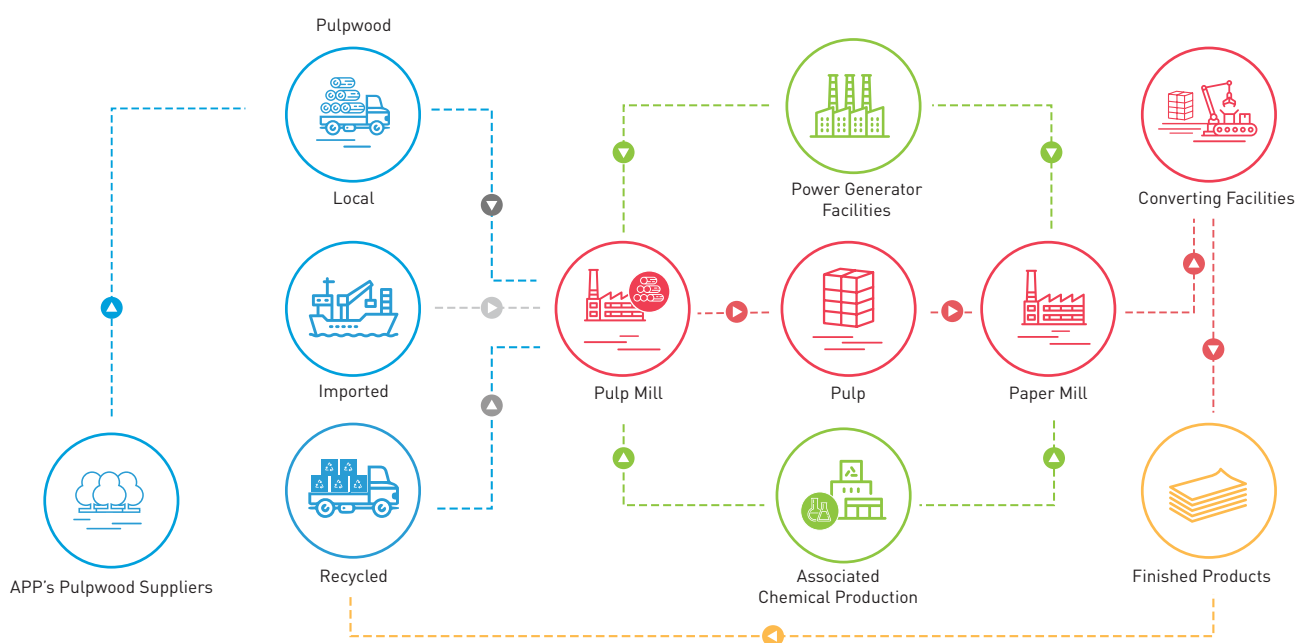 Pulpwood
Local
Power Generator
Facilities
Converting Facilities
Imported
Pulp Mill
Pulp
Paper Mill
APP's Pulpwood Suppliers
Recycled
Associated
Chemical Production
Finished Products